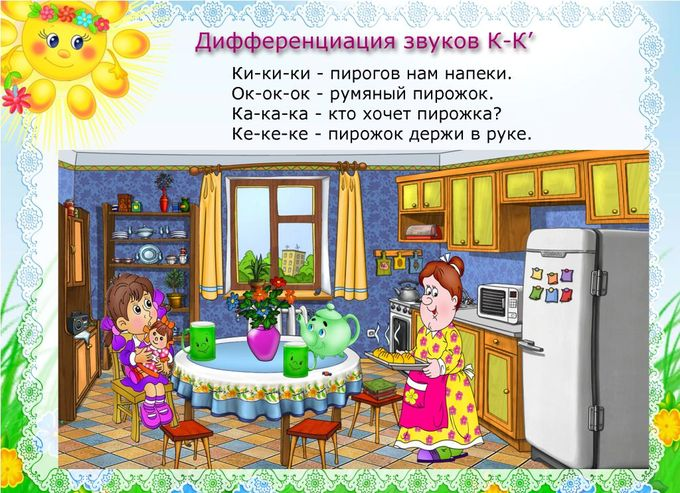 Дифференциация звуков К-К’
Ки-ки-ки - пирогов нам напеки.
Ок-ок-ок - румяный пирожок.
Ка-ка-ка - кто хочет пирожка?
Ке-ке-ке - пирожок держи в руке.